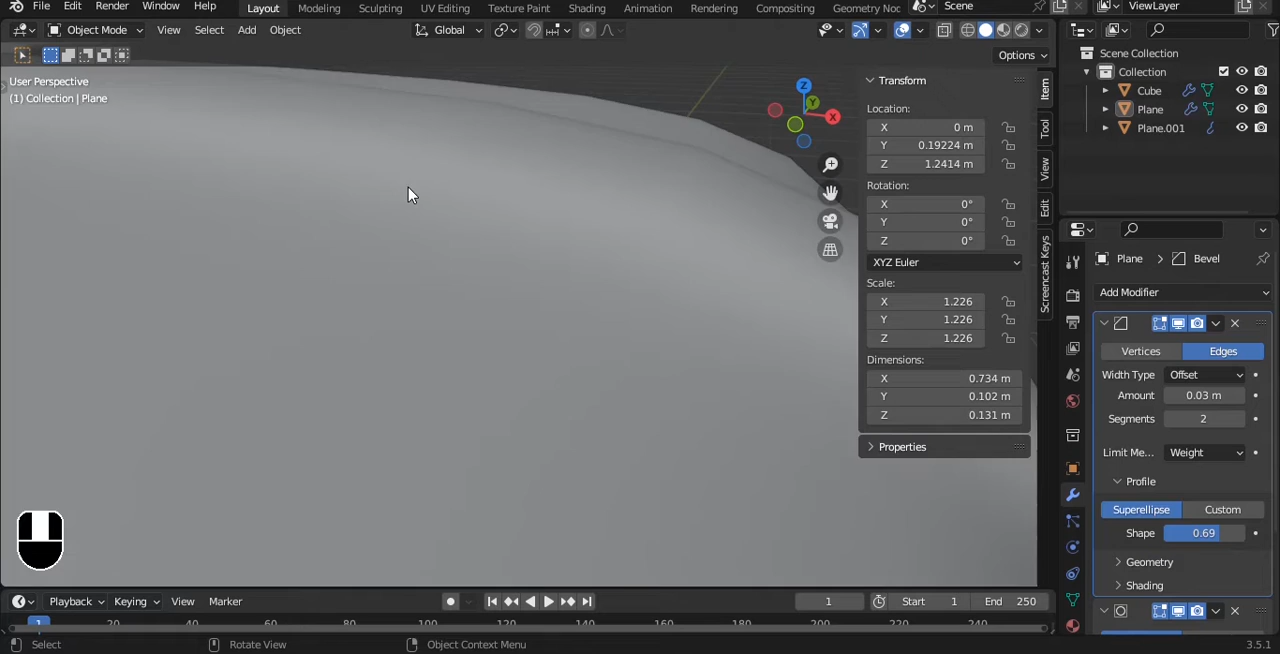 File Edit Render Window Help Layout Modeling Sculpting UV Editing Texture Paint Shading Animation Rendering Compositing Geometry Noc Scene ViewLayer
Object Mode View Select Add Object Global
Options
User Perspective
(1) Collection | Plane
Z
Y
X
Transform
Location:
X 0 m
Y 0.19224 m
Z 1.2414 m
Rotation:
X 0°
Y 0°
Z 0°
XYZ Euler
Scale:
X 1.226
Y 1.226
Z 1.226
Dimensions:
X 0.734 m
Y 0.102 m
Z 0.131 m
Properties
Item
Tool
View
Edit
Screencast Keys
Scene Collection
Collection
Cube
Plane
Plane.001
Plane > Bevel
Add Modifier
Vertices Edges
Width Type Offset
Amount 0.03 m
Segments 2
Limit Me... Weight
Profile
Superellipse Custom
Shape 0.69
Geometry
Shading
Playback Keying View Marker 1 Start 1 End 250
1 20 40 60 80 100 120 140 160 180 200 220 240
Select Rotate View Object Context Menu 3.5.1